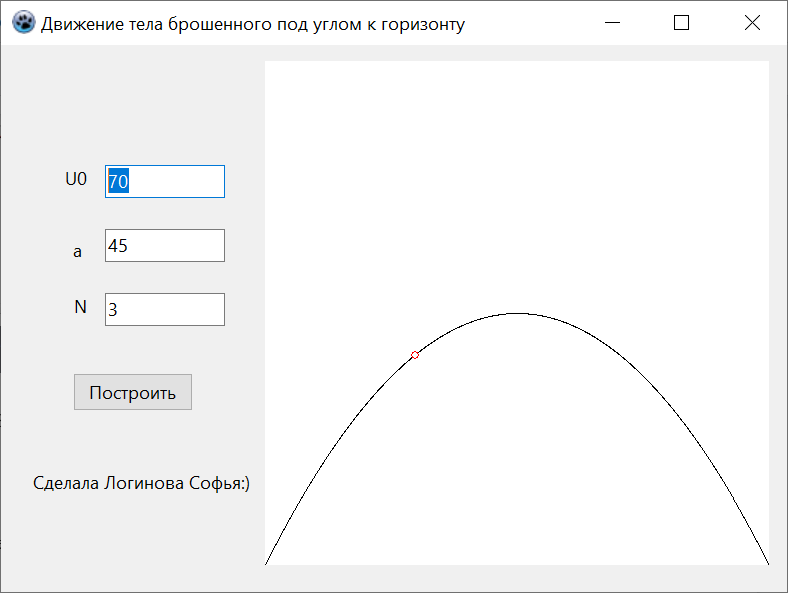 Движение тела брошенного под углом к горизонту
U0 70
a 45
N 3
Построить
Сделала Логинова Софья:)